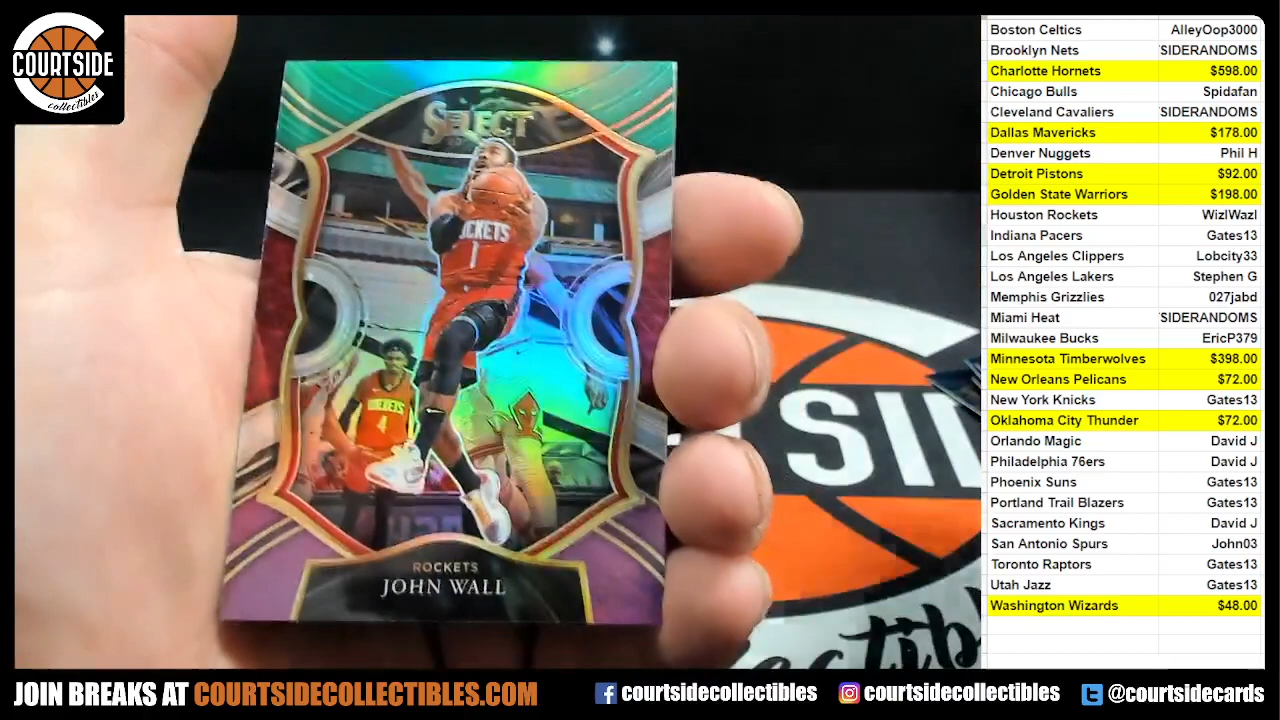 COURTSIDE
collectibles
SELECT
ROCKETS
1
4
ROCKETS
JOHN WALL
SI
Boston Celtics AlleyOop3000
Brooklyn Nets 'SIDERANDOMS
Charlotte Hornets $598.00
Chicago Bulls Spidafan
Cleveland Cavaliers 'SIDERANDOMS
Dallas Mavericks $178.00
Denver Nuggets Phil H
Detroit Pistons $92.00
Golden State Warriors $198.00
Houston Rockets WizlWazl
Indiana Pacers Gates13
Los Angeles Clippers Lobcity33
Los Angeles Lakers Stephen G
Memphis Grizzlies 027jabd
Miami Heat 'SIDERANDOMS
Milwaukee Bucks EricP379
Minnesota Timberwolves $398.00
New Orleans Pelicans $72.00
New York Knicks Gates13
Oklahoma City Thunder $72.00
Orlando Magic David J
Philadelphia 76ers David J
Phoenix Suns Gates13
Portland Trail Blazers Gates13
Sacramento Kings David J
San Antonio Spurs John03
Toronto Raptors Gates13
Utah Jazz Gates13
Washington Wizards $48.00
JOIN BREAKS AT COURTSIDECOLLECTIBLES.COM courtsidecollectibles courtsidecollectibles @courtsidecards